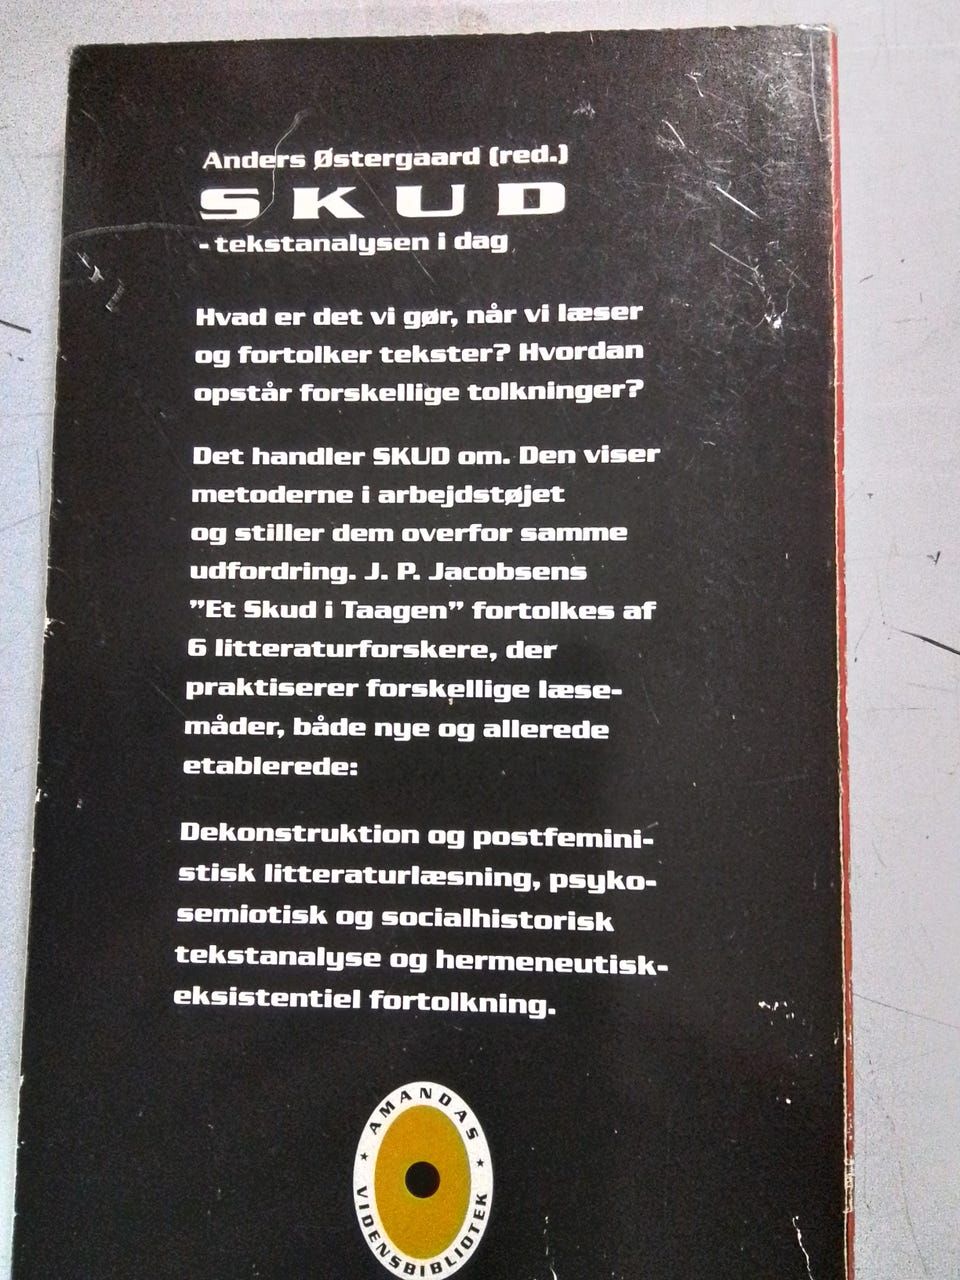 Anders Østergaard (red.)
SKUD
- tekstanalysen i dag
Hvad er det vi gør, når vi læser
og fortolker tekster? Hvordan
opstår forskellige tolkninger?
Det handler SKUD om. Den viser
metoderne i arbejdstøjet
og stiller dem overfor samme
udfordring. J. P. Jacobsens
”Et Skud i Taagen” fortolkes af
6 litteraturforskere, der
praktiserer forskellige læse-
måder, både nye og allerede
etablerede:
Dekonstruktion og postfemini-
stisk litteraturlæsning, psyko-
semiotisk og socialhistorisk
tekstanalyse og hermeneutisk-
eksistentiel fortolkning.
AMANDAS
VIDENSBIBLIOTEK